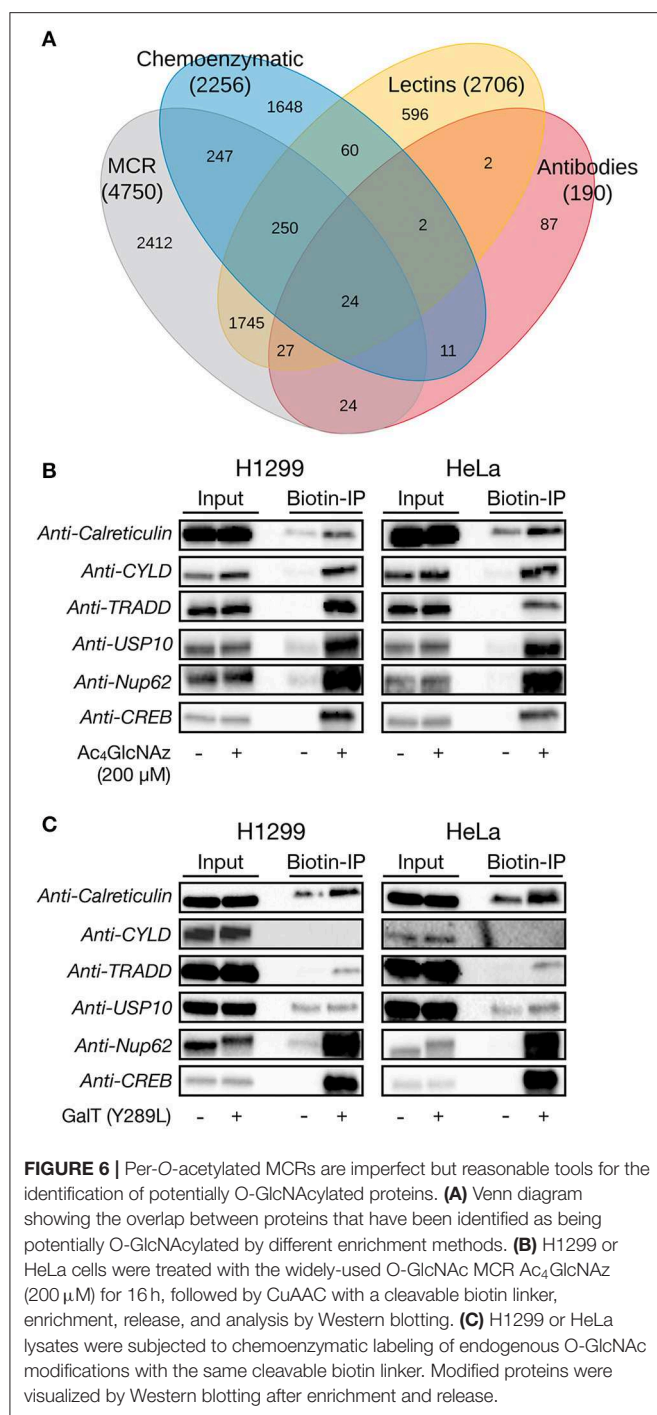 A
Chemoenzymatic
(2256)
Lectins (2706)
1648
596
60
2
Antibodies
(190)
MCR
(4750)
247
250
2
87
2412
24
1745
27
11
24
B
H1299 HeLa
Input Biotin-IP Input Biotin-IP
Anti-Calreticulin
Anti-CYLD
Anti-TRADD
Anti-USP10
Anti-Nup62
Anti-CREB
Ac₄GlcNAz - + - + - + - +
(200 µM)
C
H1299 HeLa
Input Biotin-IP Input Biotin-IP
Anti-Calreticulin
Anti-CYLD
Anti-TRADD
Anti-USP10
Anti-Nup62
Anti-CREB
GalT (Y289L) - + - + - + - +
FIGURE 6 | Per-O-acetylated MCRs are imperfect but reasonable tools for the
identification of potentially O-GlcNAcylated proteins. (A) Venn diagram
showing the overlap between proteins that have been identified as being
potentially O-GlcNAcylated by different enrichment methods. (B) H1299 or
HeLa cells were treated with the widely-used O-GlcNAc MCR Ac₄GlcNAz
(200 µM) for 16 h, followed by CuAAC with a cleavable biotin linker,
enrichment, release, and analysis by Western blotting. (C) H1299 or HeLa
lysates were subjected to chemoenzymatic labeling of endogenous O-GlcNAc
modifications with the same cleavable biotin linker. Modified proteins were
visualized by Western blotting after enrichment and release.